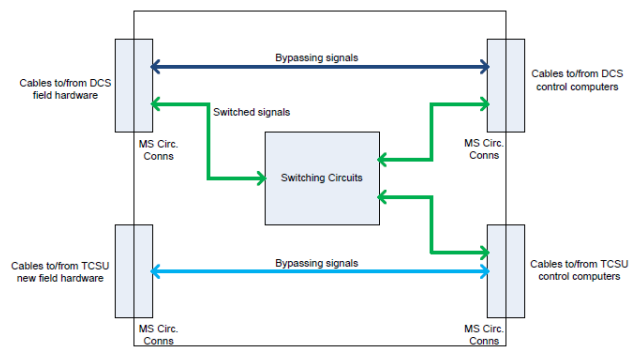 Bypassing signals
Cables to/from DCS
field hardware
Cables to/from DCS
control computers
Switched signals
MS Circ.
Conns
MS Circ.
Conns
Switching Circuits
Cables to/from TCSU
new field hardware
Bypassing signals
Cables to/from TCSU
control computers
MS Circ.
Conns
MS Circ.
Conns